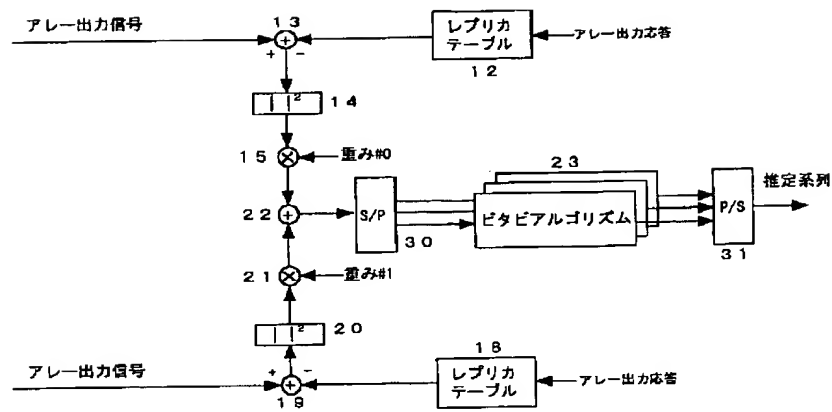 アレー出力信号
13
+ -
レプリカ
テーブル
アレー出力応答
12
| |² 14
15 重み#0
23
22 S/P ビタビアルゴリズム P/S 推定系列
30
31
21 重み#1
| |² 20
18
アレー出力信号
+ -
レプリカ
テーブル
アレー出力応答
19